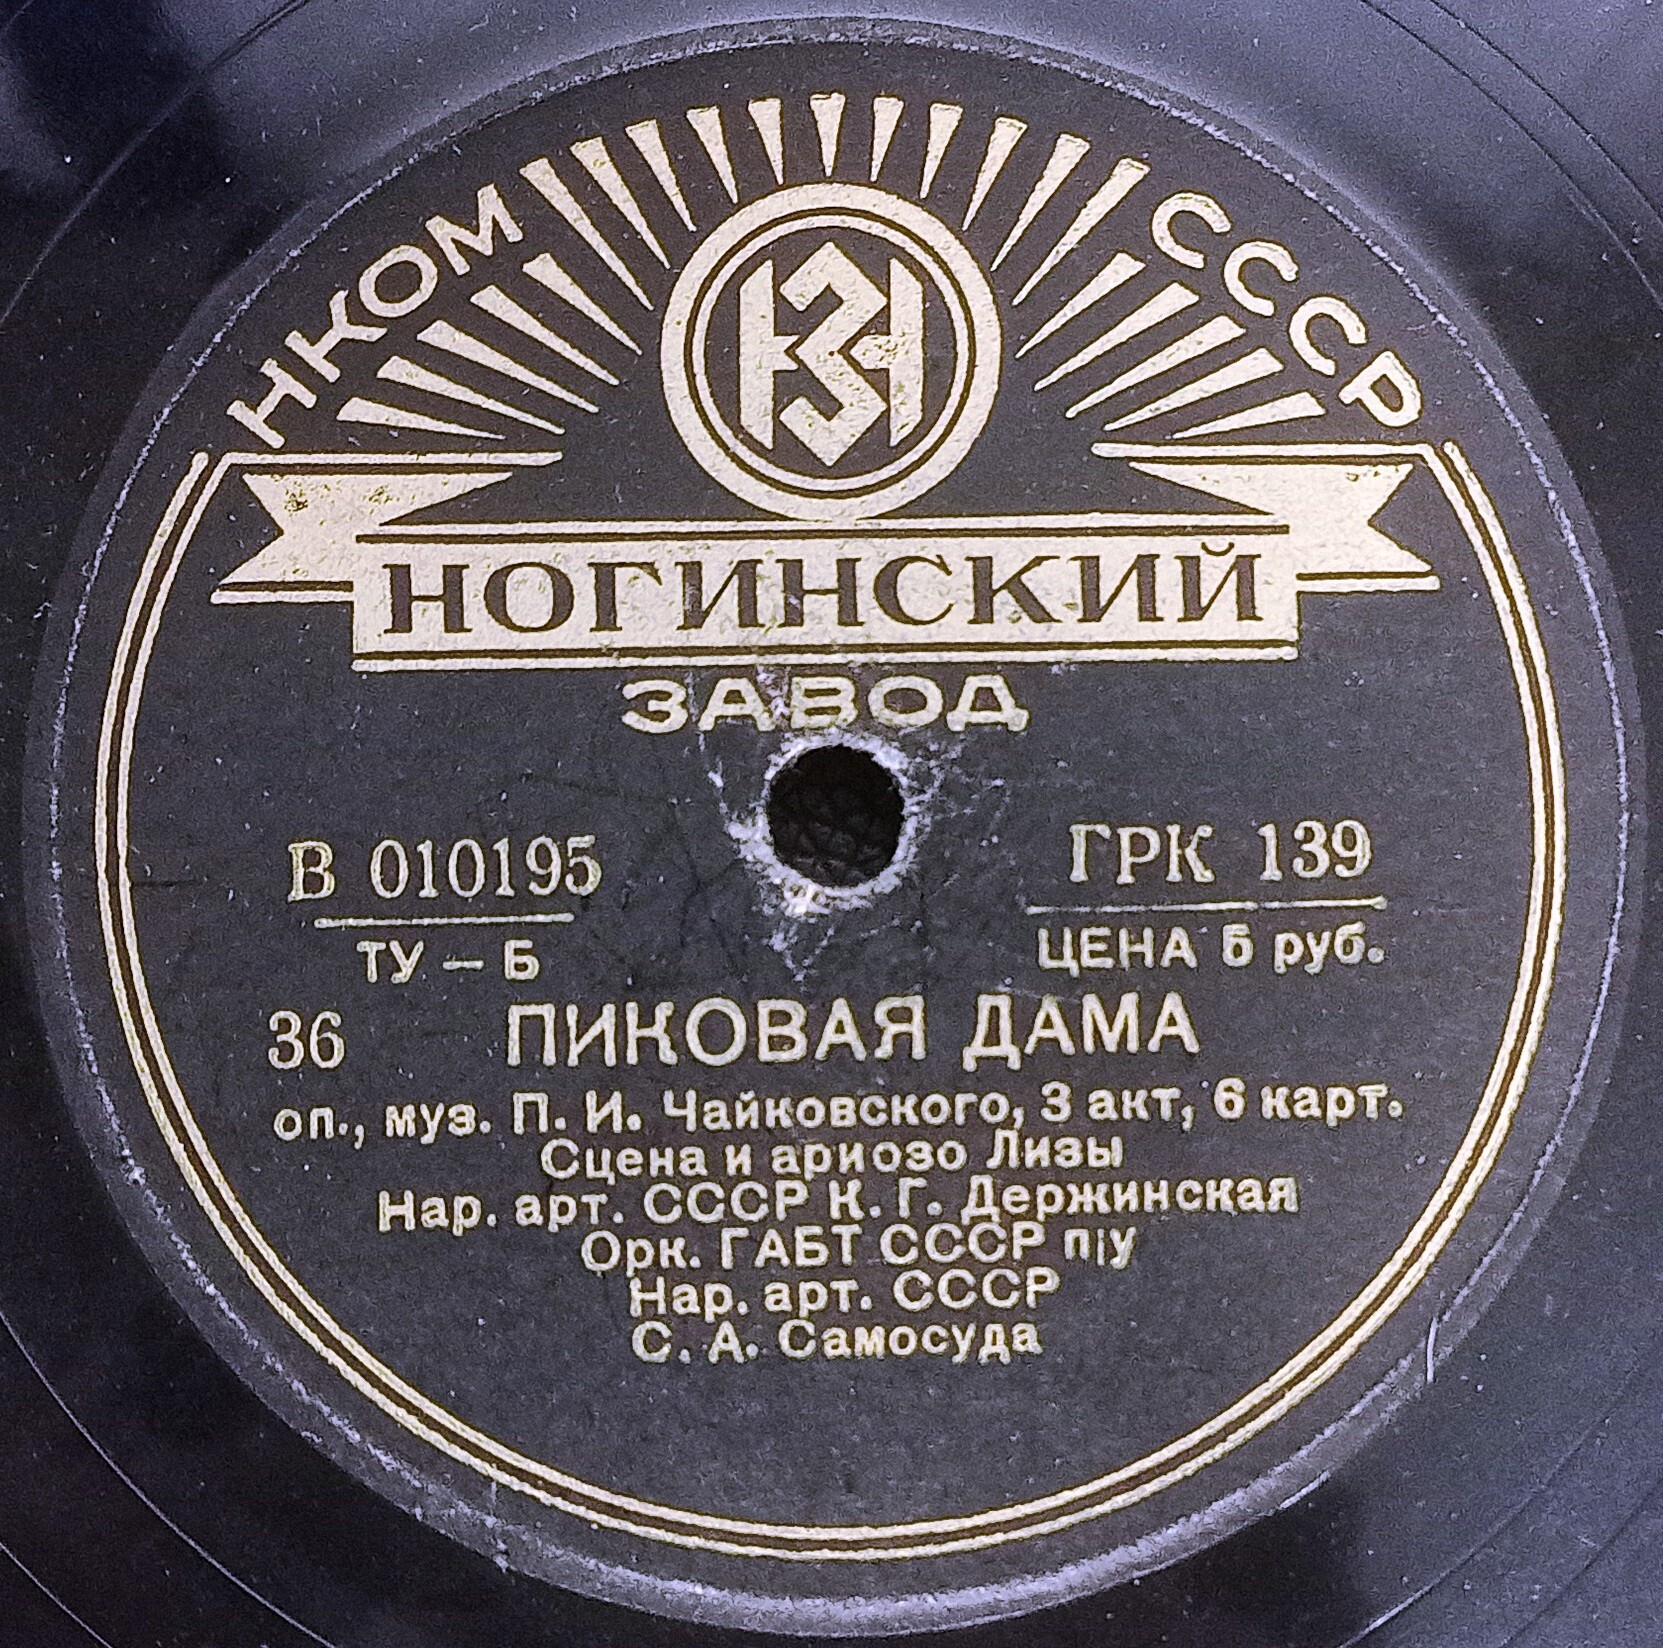 НКОМ СССР
НЗ
НОГИНСКИЙ
ЗАВОД
В 010195 ГРК 139
ТУ — Б ЦЕНА 5 руб.
36 ПИКОВАЯ ДАМА
оп., муз. П. И. Чайковского, 3 акт, 6 карт.
Сцена и ариозо Лизы
Нар. арт. СССР К. Г. Держинская
Орк. ГАБТ СССР п/у
Нар. арт. СССР
С. А. Самосуда